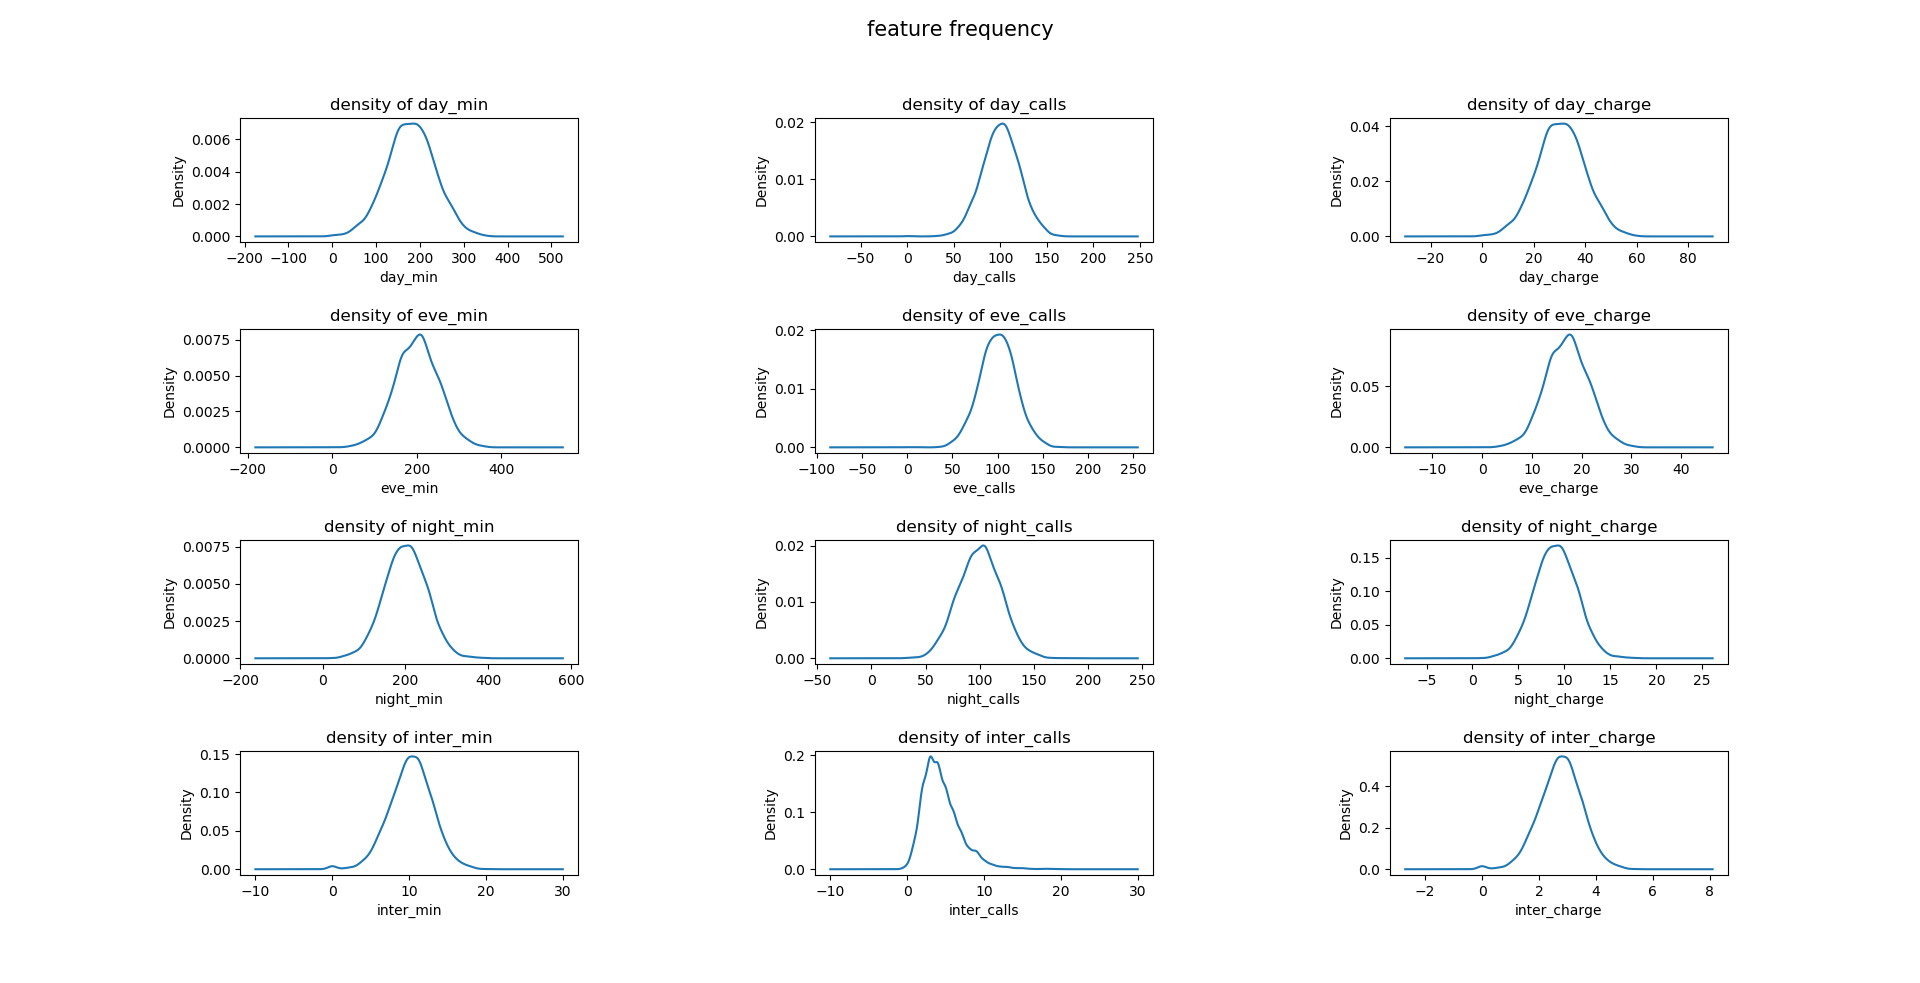 feature frequency
density of day_min
density of day_calls
density of day_charge
Density
0.006
0.004
0.002
0.000
−200 −100 0 100 200 300 400 500
day_min
Density
0.02
0.01
0.00
−50 0 50 100 150 200 250
day_calls
Density
0.04
0.02
0.00
−20 0 20 40 60 80
day_charge
density of eve_min
density of eve_calls
density of eve_charge
Density
0.0075
0.0050
0.0025
0.0000
−200 0 200 400
eve_min
Density
0.02
0.01
0.00
−100 −50 0 50 100 150 200 250
eve_calls
Density
0.05
0.00
−10 0 10 20 30 40
eve_charge
density of night_min
density of night_calls
density of night_charge
Density
0.0075
0.0050
0.0025
0.0000
−200 0 200 400 600
night_min
Density
0.02
0.01
0.00
−50 0 50 100 150 200 250
night_calls
Density
0.15
0.10
0.05
0.00
−5 0 5 10 15 20 25
night_charge
density of inter_min
density of inter_calls
density of inter_charge
Density
0.15
0.10
0.05
0.00
−10 0 10 20 30
inter_min
Density
0.2
0.1
0.0
−10 0 10 20 30
inter_calls
Density
0.4
0.2
0.0
−2 0 2 4 6 8
inter_charge